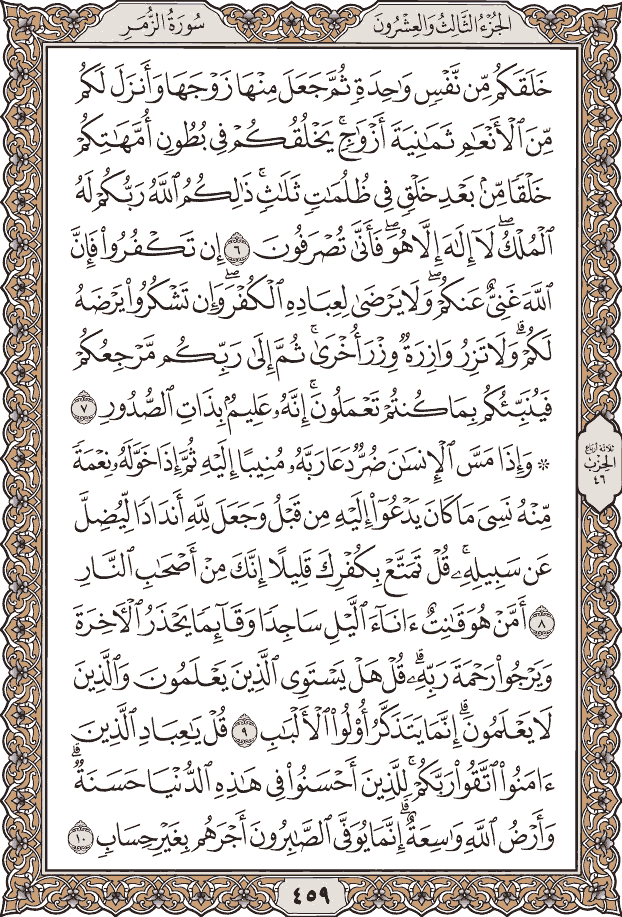 الجُزْءُ الثَّالِثُ وَالعِشْرُونَ
سُورَةُ الزُّمَرِ
خَلَقَكُم مِّن نَّفْسٍ وَٰحِدَةٍ ثُمَّ جَعَلَ مِنْهَا زَوْجَهَا وَأَنزَلَ لَكُم
مِّنَ ٱلْأَنْعَٰمِ ثَمَٰنِيَةَ أَزْوَٰجٍۚ يَخْلُقُكُمْ فِى بُطُونِ أُمَّهَٰتِكُمْ
خَلْقًا مِّنۢ بَعْدِ خَلْقٍ فِى ظُلُمَٰتٍ ثَلَٰثٍۚ ذَٰلِكُمُ ٱللَّهُ رَبُّكُمْ لَهُ
ٱلْمُلْكُۖ لَآ إِلَٰهَ إِلَّا هُوَۖ فَأَنَّىٰ تُصْرَفُونَ ٦ إِن تَكْفُرُوا۟ فَإِنَّ
ٱللَّهَ غَنِىٌّ عَنكُمْۖ وَلَا يَرْضَىٰ لِعِبَادِهِ ٱلْكُفْرَۖ وَإِن تَشْكُرُوا۟ يَرْضَهُ
لَكُمْۗ وَلَا تَزِرُ وَازِرَةٌ وِزْرَ أُخْرَىٰۚ ثُمَّ إِلَىٰ رَبِّكُم مَّرْجِعُكُمْ
فَيُنَبِّئُكُم بِمَا كُنتُمْ تَعْمَلُونَۚ إِنَّهُۥ عَلِيمٌۢ بِذَاتِ ٱلصُّدُورِ ٧
۞ وَإِذَا مَسَّ ٱلْإِنسَٰنَ ضُرٌّ دَعَا رَبَّهُۥ مُنِيبًا إِلَيْهِ ثُمَّ إِذَا خَوَّلَهُۥ نِعْمَةً
مِّنْهُ نَسِىَ مَا كَانَ يَدْعُوٓا۟ إِلَيْهِ مِن قَبْلُ وَجَعَلَ لِلَّهِ أَندَادًا لِّيُضِلَّ
عَن سَبِيلِهِۦۚ قُلْ تَمَتَّعْ بِكُفْرِكَ قَلِيلًا إِنَّكَ مِنْ أَصْحَٰبِ ٱلنَّارِ
٨ أَمَّنْ هُوَ قَٰنِتٌ ءَانَآءَ ٱلَّيْلِ سَاجِدًا وَقَآئِمًا يَحْذَرُ ٱلْءَاخِرَةَ
وَيَرْجُوا۟ رَحْمَةَ رَبِّهِۦۗ قُلْ هَلْ يَسْتَوِى ٱلَّذِينَ يَعْلَمُونَ وَٱلَّذِينَ
لَا يَعْلَمُونَۗ إِنَّمَا يَتَذَكَّرُ أُو۟لُوا۟ ٱلْأَلْبَٰبِ ٩ قُلْ يَٰعِبَادِ ٱلَّذِينَ
ءَامَنُوا۟ ٱتَّقُوا۟ رَبَّكُمْۚ لِلَّذِينَ أَحْسَنُوا۟ فِى هَٰذِهِ ٱلدُّنْيَا حَسَنَةٌۗ
وَأَرْضُ ٱللَّهِ وَٰسِعَةٌۗ إِنَّمَا يُوَفَّى ٱلصَّٰبِرُونَ أَجْرَهُم بِغَيْرِ حِسَابٍ ١٠
ثلاثة أرباع
الحزب
٤٦
٤٥٩